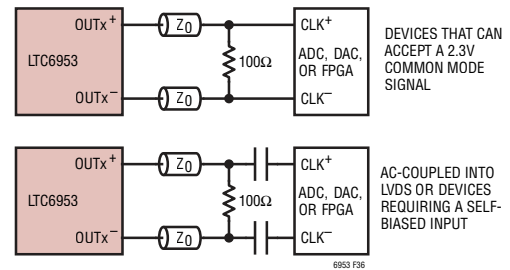 OUTx+
Z0
CLK+
LTC6953
100Ω
ADC, DAC,
OR FPGA
OUTx–
Z0
CLK–
DEVICES THAT CAN
ACCEPT A 2.3V
COMMON MODE
SIGNAL
OUTx+
Z0
CLK+
LTC6953
100Ω
ADC, DAC,
OR FPGA
OUTx–
Z0
CLK–
AC-COUPLED INTO
LVDS OR DEVICES
REQUIRING A SELF-
BIASED INPUT
6953 F36